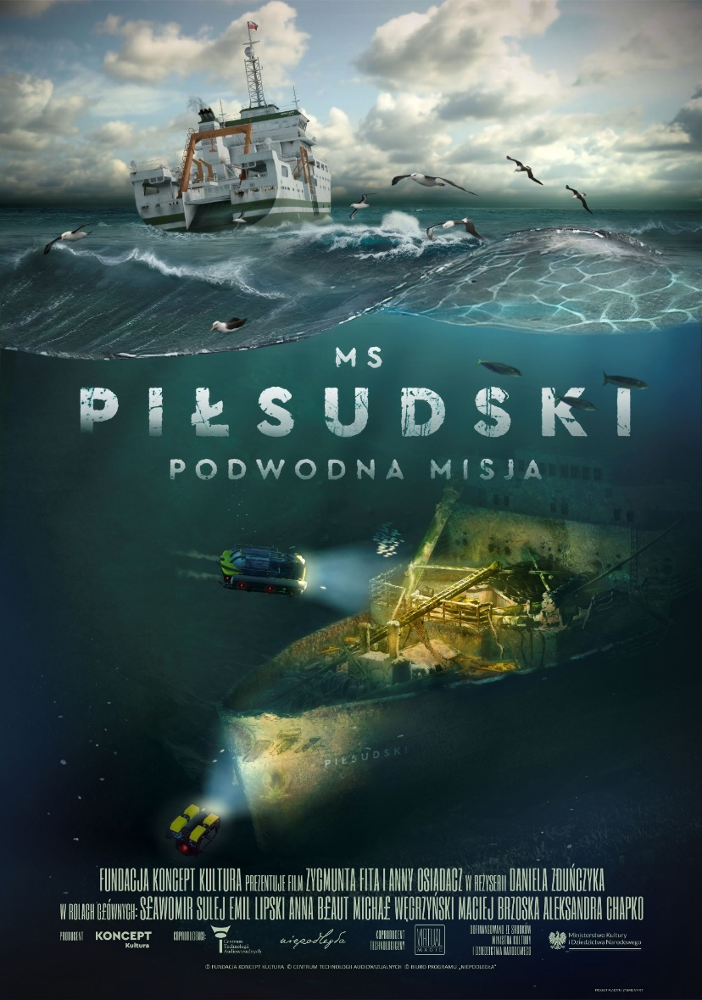 MS
PIŁSUDSKI
PODWODNA MISJA
PIŁSUDSKI
FUNDACJA KONCEPT KULTURA PREZENTUJE FILM ZYGMUNTA FITA I ANNY OSIADACZ W REŻYSERII DANIELA ZDUŃCZYKA
W ROLACH GŁÓWNYCH: SŁAWOMIR SULEJ EMIL LIPSKI ANNA BŁAUT MICHAŁ WĘGRZYŃSKI MACIEJ BRZOSKA ALEKSANDRA CHAPKO
PRODUCENT
KONCEPT
Kultura
KOPRODUCENCI:
Centrum
Technologii
Audiowizualnych
niepodległa
KOPRODUCENT
TECHNOLOGICZNY
VIRTUAL
MAGIC
DOFINANSOWANO ZE ŚRODKÓW
MINISTRA KULTURY
I DZIEDZICTWA NARODOWEGO
Ministerstwo Kultury
i Dziedzictwa Narodowego
© FUNDACJA KONCEPT KULTURA © CENTRUM TECHNOLOGII AUDIOWIZUALNYCH © BIURO PROGRAMU „NIEPODLEGŁA"